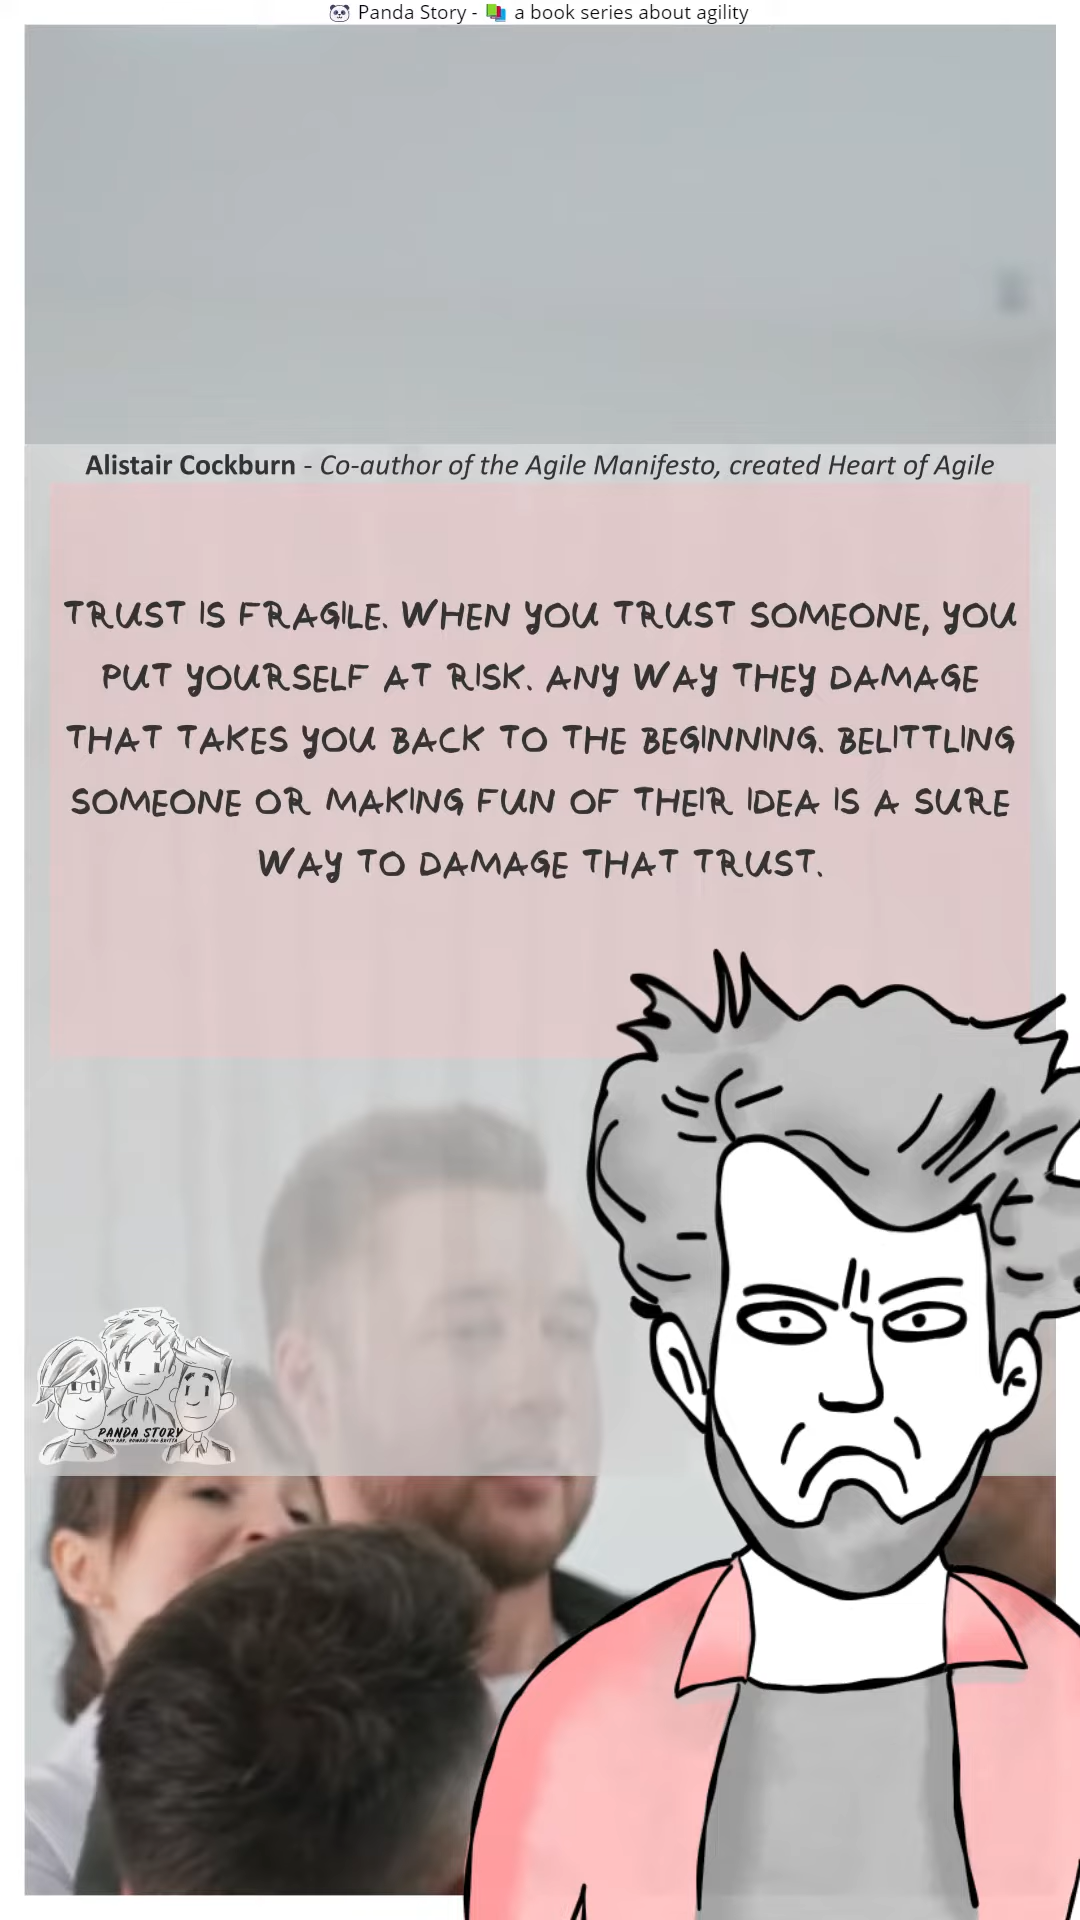 🐼 Panda Story - 📚 a book series about agility
Alistair Cockburn - Co-author of the Agile Manifesto, created Heart of Agile
TRUST IS FRAGILE. WHEN YOU TRUST SOMEONE, YOU
PUT YOURSELF AT RISK. ANY WAY THEY DAMAGE
THAT TAKES YOU BACK TO THE BEGINNING. BELITTLING
SOMEONE OR MAKING FUN OF THEIR IDEA IS A SURE
WAY TO DAMAGE THAT TRUST.
PANDA STORY